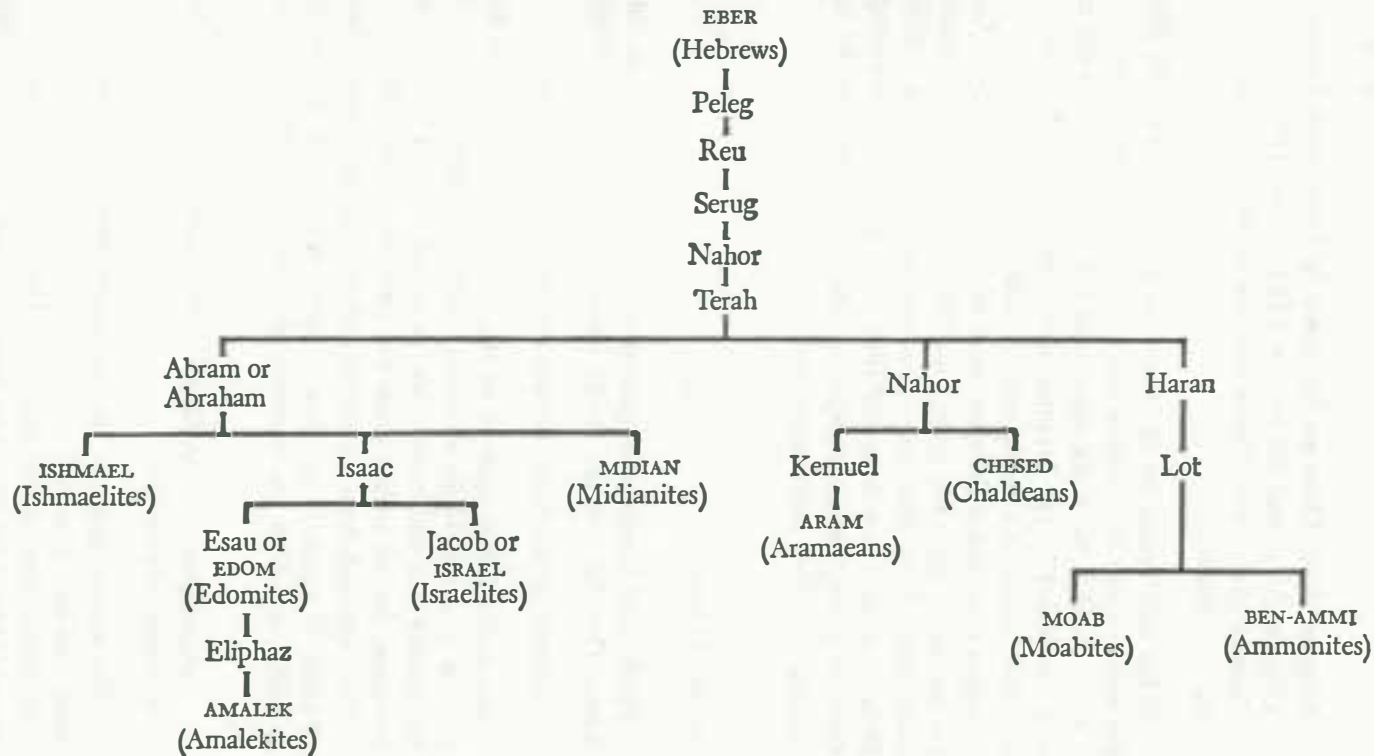 EBER
(Hebrews)
Peleg
Reu
Serug
Nahor
Terah
Abram or
Abraham
Nahor
Haran
ISHMAEL
(Ishmaelites)
Isaac
MIDIAN
(Midianites)
Kemuel
CHESED
(Chaldeans)
Lot
ARAM
(Aramaeans)
Esau or
EDOM
(Edomites)
Jacob or
ISRAEL
(Israelites)
MOAB
(Moabites)
BEN-AMMI
(Ammonites)
Eliphaz
AMALEK
(Amalekites)